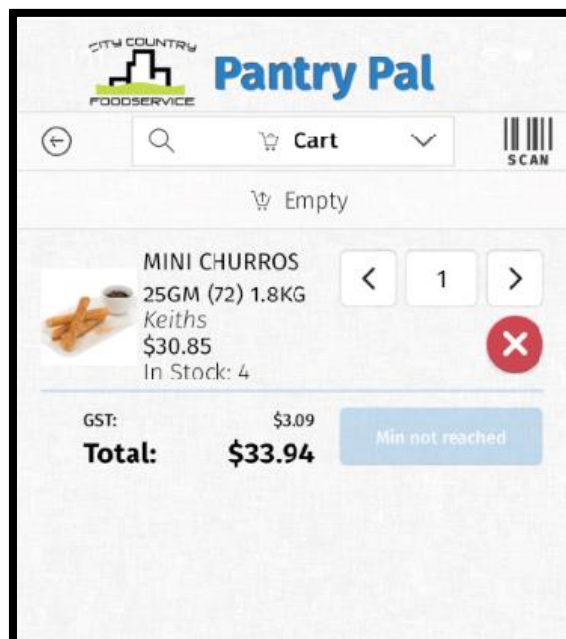 CITY COUNTRY
FOODSERVICE
Pantry Pal
Cart
SCAN
Empty
MINI CHURROS
25GM (72) 1.8KG
Keiths
$30.85
In Stock: 4
1
GST: $3.09
Total: $33.94
Min not reached